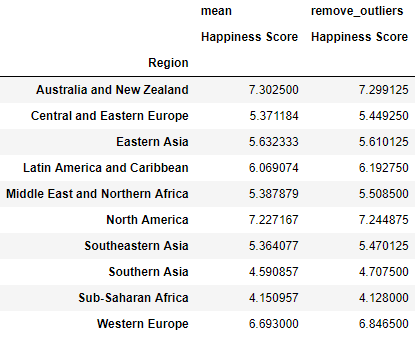 mean remove_outliers
Happiness Score Happiness Score
Region
Australia and New Zealand 7.302500 7.299125
Central and Eastern Europe 5.371184 5.449250
Eastern Asia 5.632333 5.610125
Latin America and Caribbean 6.069074 6.192750
Middle East and Northern Africa 5.387879 5.508500
North America 7.227167 7.244875
Southeastern Asia 5.364077 5.470125
Southern Asia 4.590857 4.707500
Sub-Saharan Africa 4.150957 4.128000
Western Europe 6.693000 6.846500